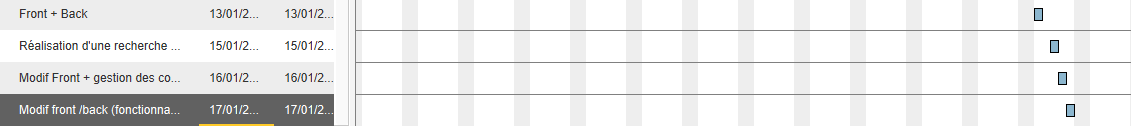 Front + Back 13/01/2... 13/01/2...
Réalisation d'une recherche ... 15/01/2... 15/01/2...
Modif Front + gestion des co... 16/01/2... 16/01/2...
Modif front /back (fonctionna... 17/01/2... 17/01/2...